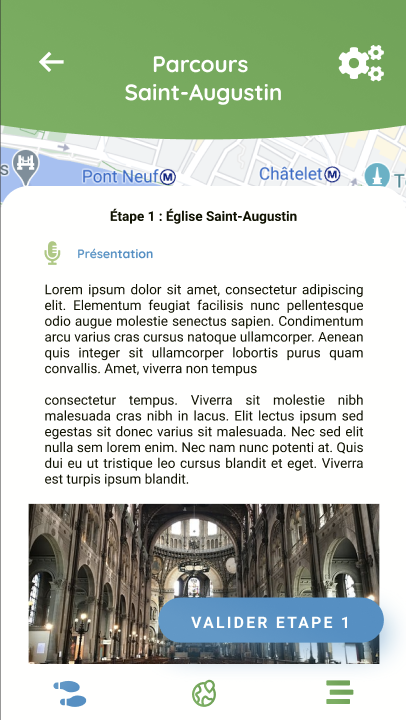 Parcours
Saint-Augustin
s
Pont Neuf M
Châtelet M
T
Étape 1 : Église Saint-Augustin
Présentation
Lorem ipsum dolor sit amet, consectetur adipiscing
elit. Elementum feugiat facilisis nunc pellentesque
odio augue molestie senectus sapien. Condimentum
arcu varius cras cursus natoque ullamcorper. Aenean
quis integer sit ullamcorper lobortis purus quam
convallis. Amet, viverra non tempus
consectetur tempus. Viverra sit molestie nibh
malesuada cras nibh in lacus. Elit lectus ipsum sed
egestas sit donec varius sit malesuada. Nec sed elit
nulla sem lorem enim. Nec nam nunc potenti at. Quis
dui eu ut tristique leo cursus blandit et eget. Viverra
est turpis ipsum blandit.
VALIDER ETAPE 1